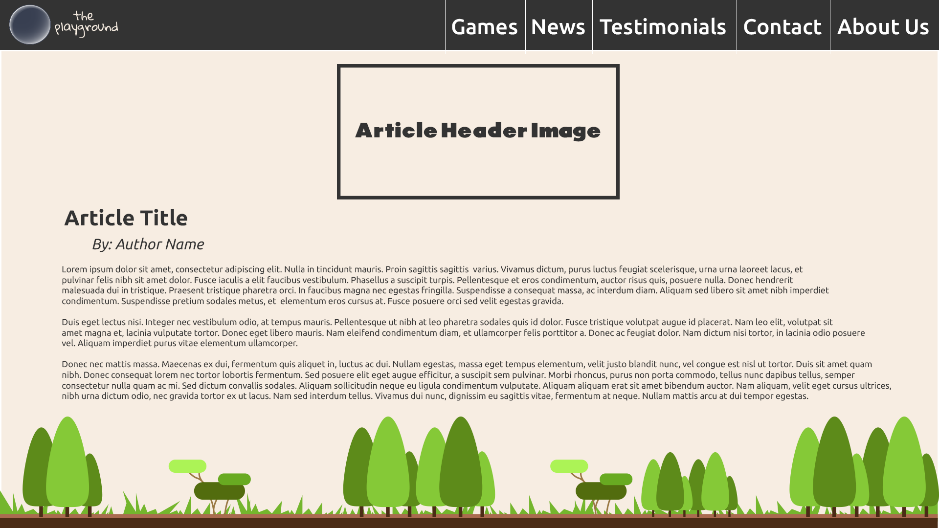 the
playground
Games News Testimonials Contact About Us
Article Header Image
Article Title
By: Author Name
Lorem ipsum dolor sit amet, consectetur adipiscing elit. Nulla in tincidunt mauris. Proin sagittis sagittis varius. Vivamus dictum, purus luctus feugiat scelerisque, urna urna laoreet lacus, et
pulvinar felis nibh sit amet dolor. Fusce iaculis a elit faucibus vestibulum. Phasellus a suscipit turpis. Pellentesque et eros condimentum, auctor risus quis, posuere nulla. Donec hendrerit
malesuada dui in tristique. Praesent tristique pharetra orci. In faucibus magna nec egestas fringilla. Suspendisse a consequat massa, ac interdum diam. Aliquam sed libero sit amet nibh imperdiet
condimentum. Suspendisse pretium sodales metus, et elementum eros cursus at. Fusce posuere orci sed velit egestas gravida.
Duis eget lectus nisi. Integer nec vestibulum odio, at tempus mauris. Pellentesque ut nibh at leo pharetra sodales quis id dolor. Fusce tristique volutpat augue id placerat. Nam leo elit, volutpat sit
amet magna et, lacinia vulputate tortor. Donec eget libero mauris. Nam eleifend condimentum diam, et ullamcorper felis porttitor a. Donec ac feugiat dolor. Nam dictum nisi tortor, in lacinia odio posuere
vel. Aliquam imperdiet purus vitae elementum ullamcorper.
Donec nec mattis massa. Maecenas ex dui, fermentum quis aliquet in, luctus ac dui. Nullam egestas, massa eget tempus elementum, velit justo blandit nunc, vel congue est nisl ut tortor. Duis sit amet quam
nibh. Donec consequat lorem nec tortor lobortis fermentum. Sed posuere elit eget augue efficitur, a suscipit sem pulvinar. Morbi rhoncus, purus non porta commodo, tellus nunc dapibus tellus, semper
consectetur nulla quam ac mi. Sed dictum convallis sodales. Aliquam sollicitudin neque eu ligula condimentum vulputate. Aliquam aliquam erat sit amet bibendum auctor. Nam aliquam, velit eget cursus ultrices,
nibh urna dictum odio, nec gravida tortor ex ut lacus. Nam sed interdum tellus. Vivamus dui nunc, dignissim eu sagittis vitae, fermentum at neque. Nullam mattis arcu at dui tempor egestas.